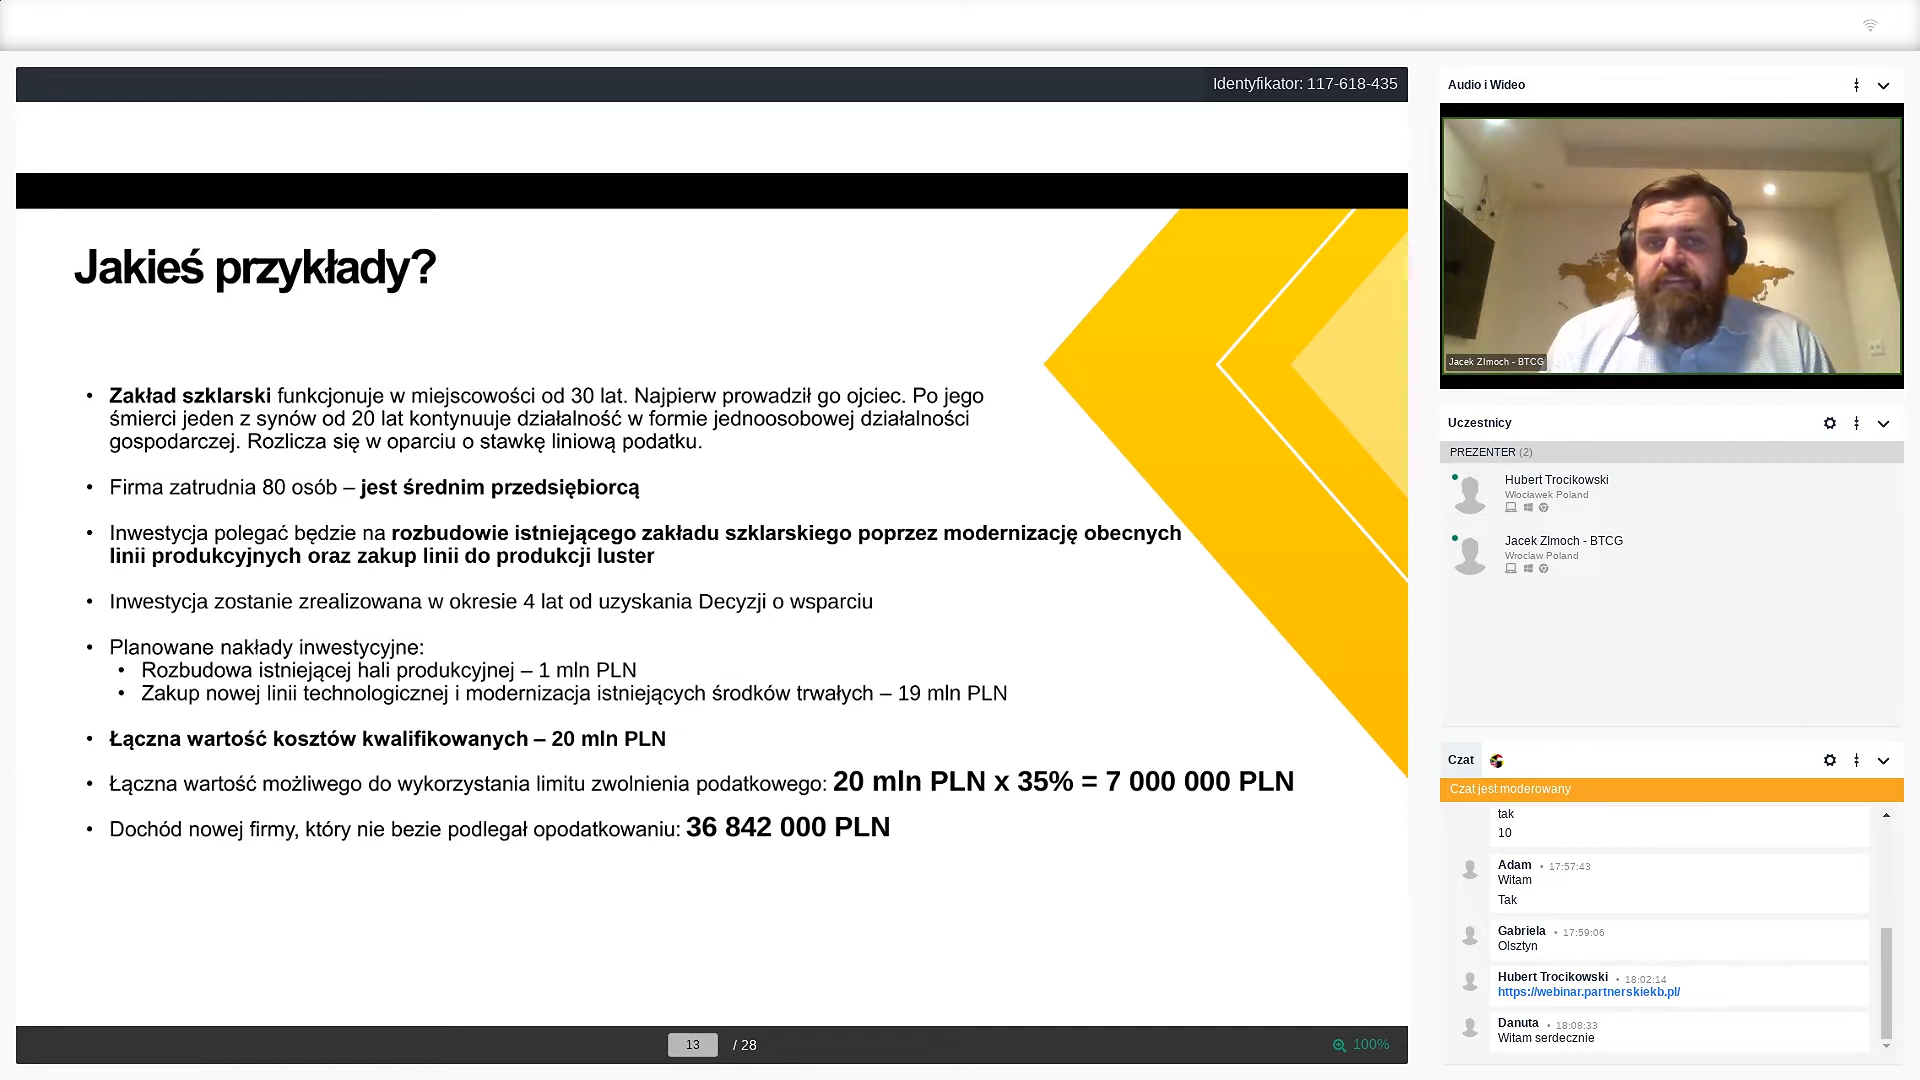 Identyfikator: 117-618-435
Jakieś przykłady?
• Zakład szklarski funkcjonuje w miejscowości od 30 lat. Najpierw prowadził go ojciec. Po jego
śmierci jeden z synów od 20 lat kontynuuje działalność w formie jednoosobowej działalności
gospodarczej. Rozlicza się w oparciu o stawkę liniową podatku.
• Firma zatrudnia 80 osób – jest średnim przedsiębiorcą
• Inwestycja polegać będzie na rozbudowie istniejącego zakładu szklarskiego poprzez modernizację obecnych
linii produkcyjnych oraz zakup linii do produkcji luster
• Inwestycja zostanie zrealizowana w okresie 4 lat od uzyskania Decyzji o wsparciu
• Planowane nakłady inwestycyjne:
• Rozbudowa istniejącej hali produkcyjnej – 1 mln PLN
• Zakup nowej linii technologicznej i modernizacja istniejących środków trwałych – 19 mln PLN
• Łączna wartość kosztów kwalifikowanych – 20 mln PLN
• Łączna wartość możliwego do wykorzystania limitu zwolnienia podatkowego: 20 mln PLN x 35% = 7 000 000 PLN
• Dochód nowej firmy, który nie bezie podlegał opodatkowaniu: 36 842 000 PLN
13 / 28
100%
Audio i Wideo
Jacek ZImoch - BTCG
Uczestnicy
PREZENTER (2)
Hubert Trocikowski
Włocławek Poland
Jacek ZImoch - BTCG
Wroclaw Poland
Czat
Czat jest moderowany
tak
10
Adam • 17:57:43
Witam
Tak
Gabriela • 17:59:06
Olsztyn
Hubert Trocikowski • 18:02:14
https://webinar.partnerskiekb.pl/
Danuta • 18:08:33
Witam serdecznie